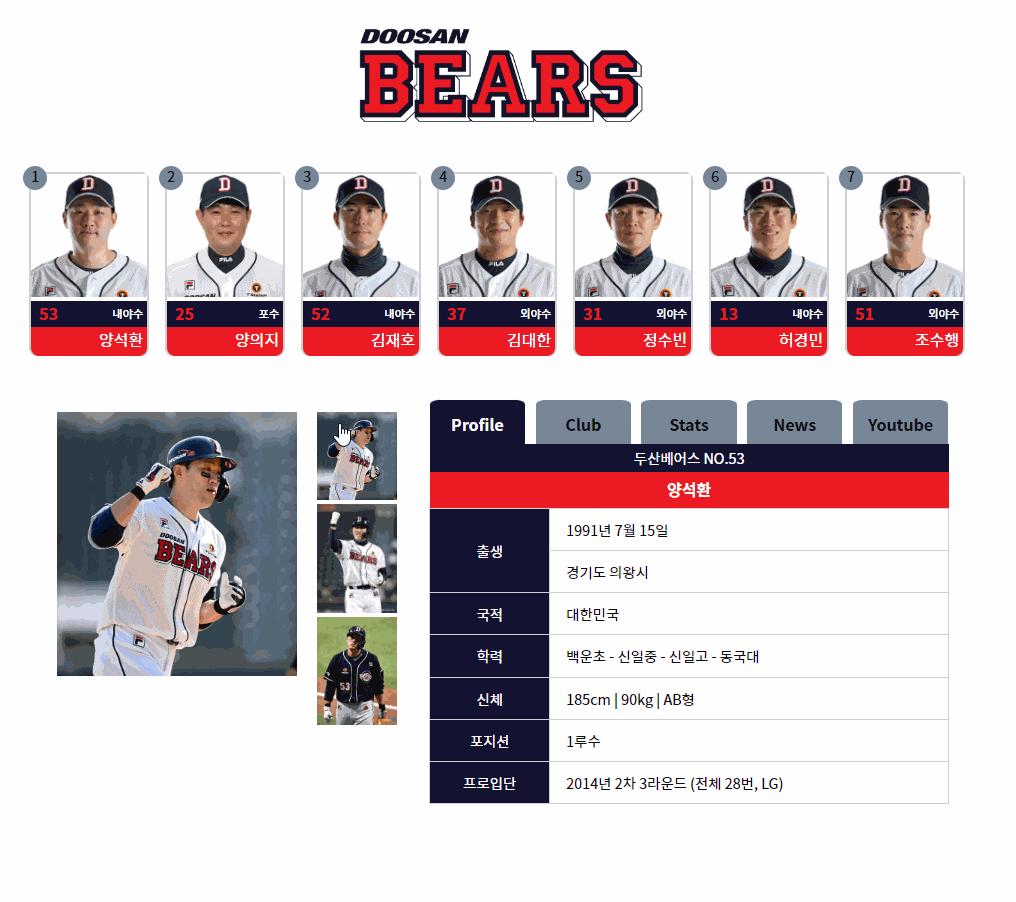 DOOSAN
BEARS
1 2 3 4 5 6 7
53 내야수 25 포수 52 내야수 37 외야수 31 외야수 13 내야수 51 외야수
양석환 양의지 김재호 김대한 정수빈 허경민 조수행
Profile Club Stats News Youtube
두산베어스 NO.53
양석환
출생 1991년 7월 15일
경기도 의왕시
국적 대한민국
학력 백운초 - 신일중 - 신일고 - 동국대
신체 185cm | 90kg | AB형
포지션 1루수
프로입단 2014년 2차 3라운드 (전체 28번, LG)
DOOSAN
BEARS
BEARS
53